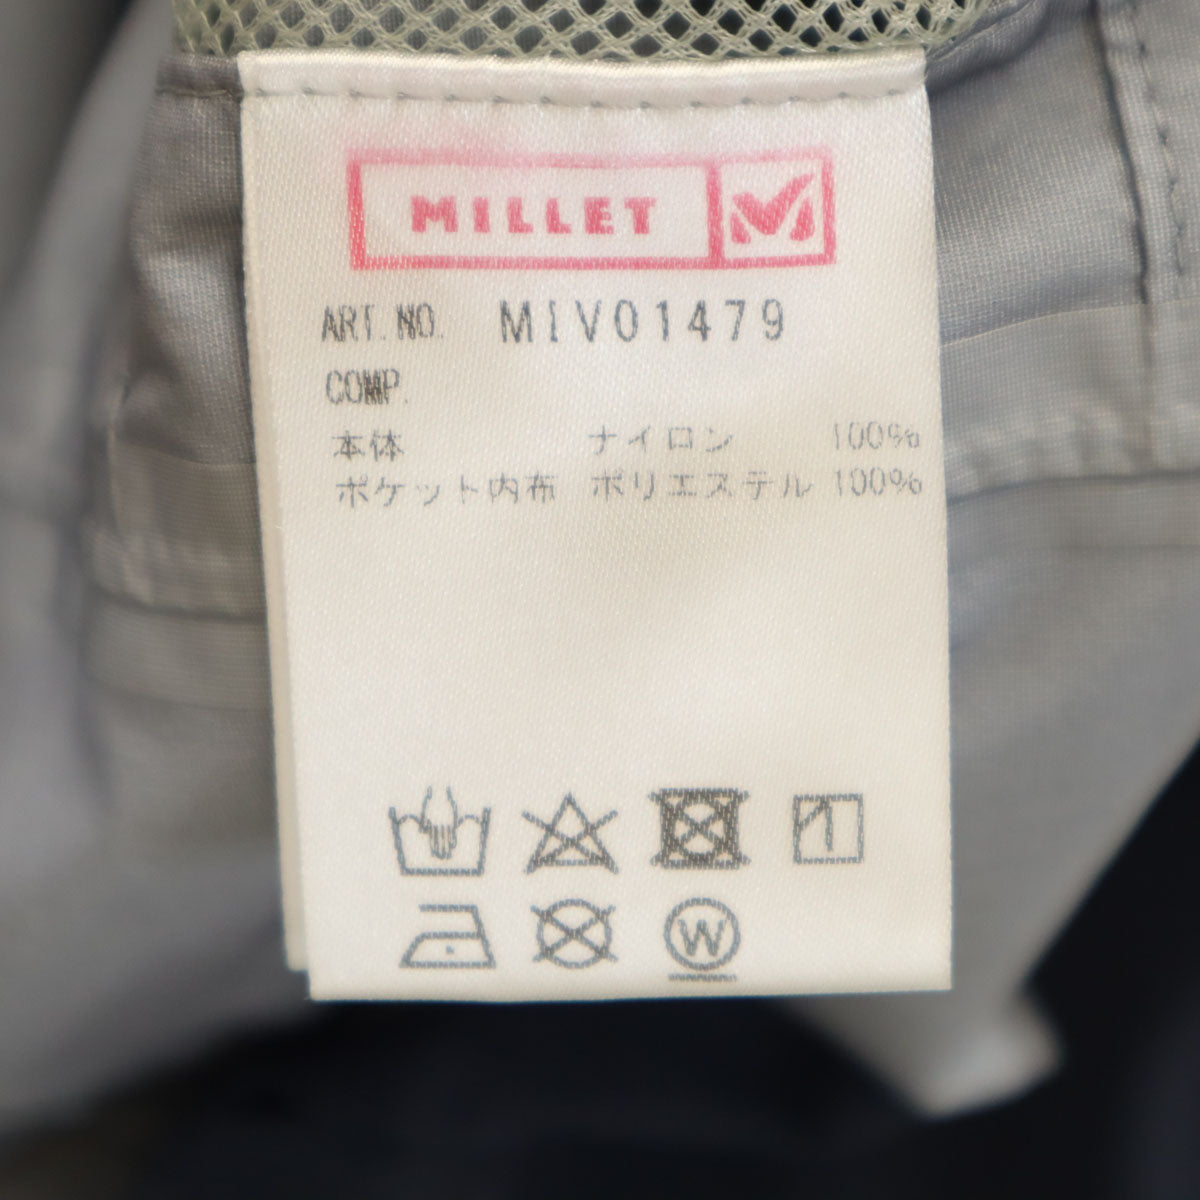 MILLET
ART.NO. MIV01479
COMP.
本体 ナイロン 100%
ポケット内布 ポリエステル 100%
W